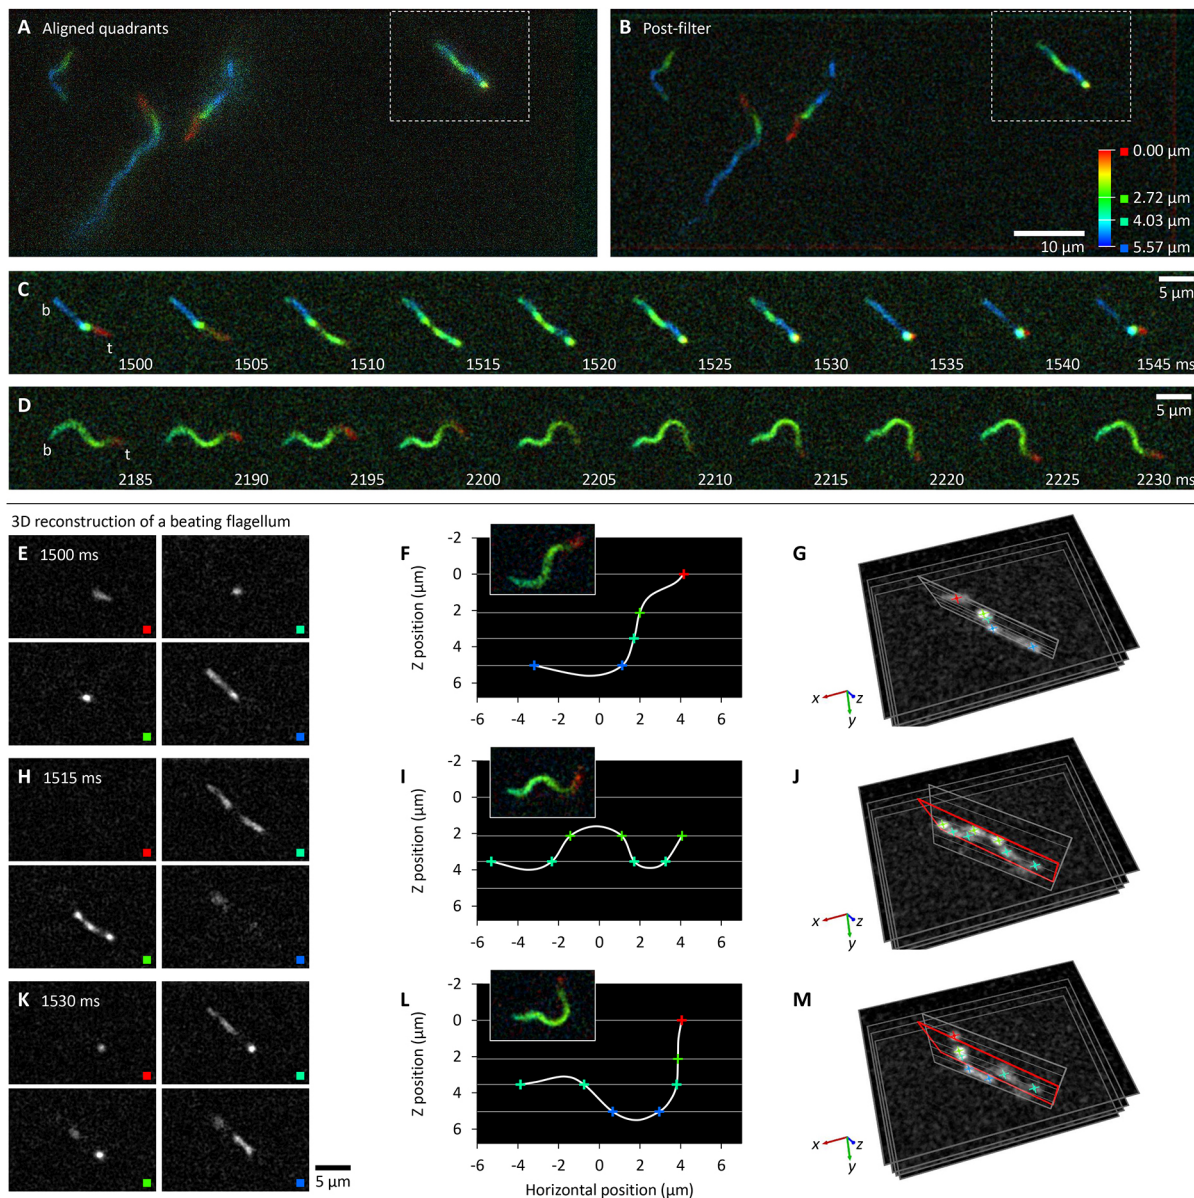 A Aligned quadrants
B Post-filter
0.00 µm
2.72 µm
4.03 µm
5.57 µm
10 µm
C
b
t
5 µm
1500 1505 1510 1515 1520 1525 1530 1535 1540 1545 ms
D
b
t
5 µm
2185 2190 2195 2200 2205 2210 2215 2220 2225 2230 ms
3D reconstruction of a beating flagellum
E 1500 ms
F
Z position (µm)
-2
0
2
4
6
-6 -4 -2 0 2 4 6
G
x
y
z
H 1515 ms
I
Z position (µm)
-2
0
2
4
6
-6 -4 -2 0 2 4 6
J
x
y
z
K 1530 ms
5 µm
L
Z position (µm)
-2
0
2
4
6
-6 -4 -2 0 2 4 6
Horizontal position (µm)
M
x
y
z